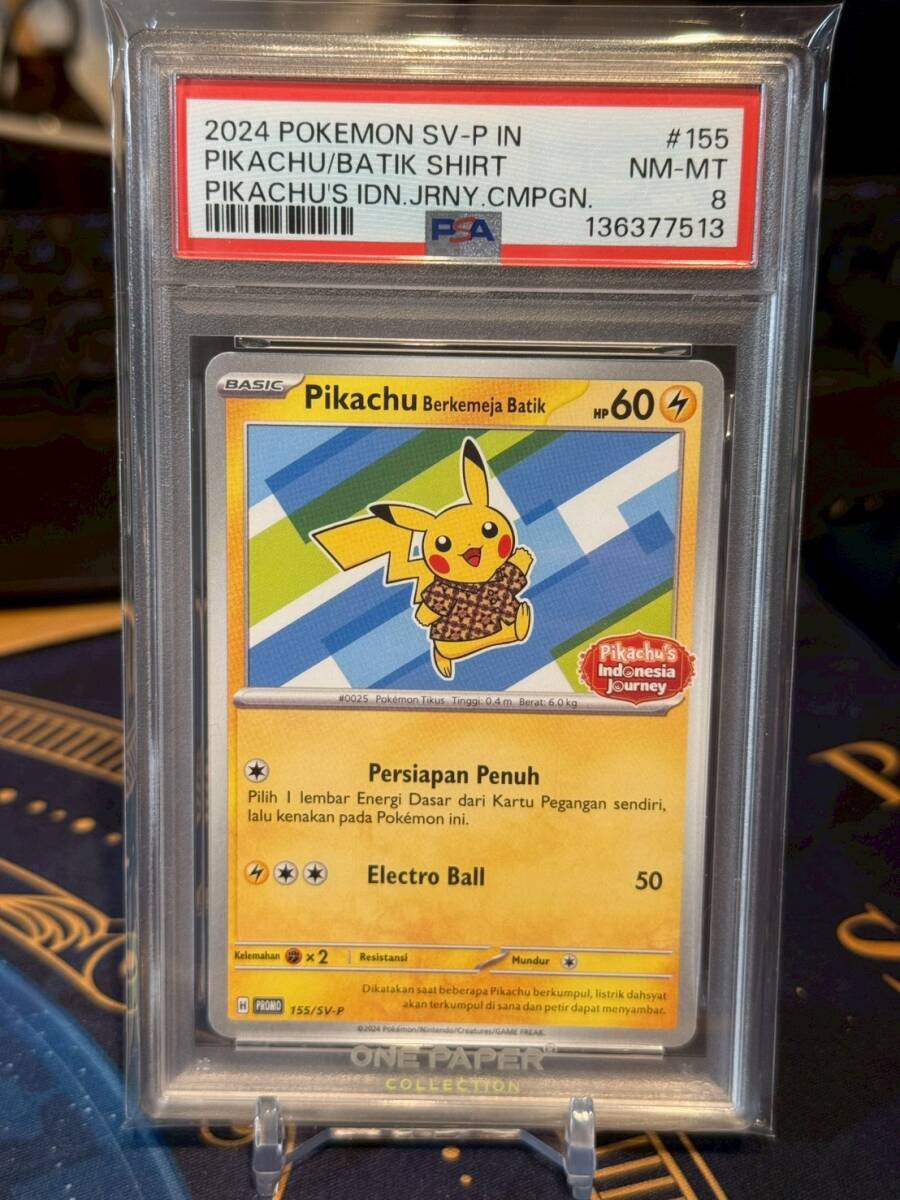 2024 POKEMON SV-P IN #155
PIKACHU/BATIK SHIRT NM-MT
PIKACHU'S IDN.JRNY.CMPGN. 8
PSA 136377513
BASIC Pikachu Berkemeja Batik HP 60
Pikachu's
Indonesia
Journey
#0025 Pokémon Tikus Tinggi: 0.4 m Berat: 6.0 kg
Persiapan Penuh
Pilih 1 lembar Energi Dasar dari Kartu Pegangan sendiri,
lalu kenakan pada Pokémon ini.
Electro Ball 50
Kelemahan ×2 Resistansi Mundur
Dikatakan saat beberapa Pikachu berkumpul, listrik dahsyat
akan terkumpul di sana dan petir dapat menyambar.
H PROMO 155/SV-P
©2024 Pokémon/Nintendo/Creatures/GAME FREAK
ONE PAPER
COLLECTION